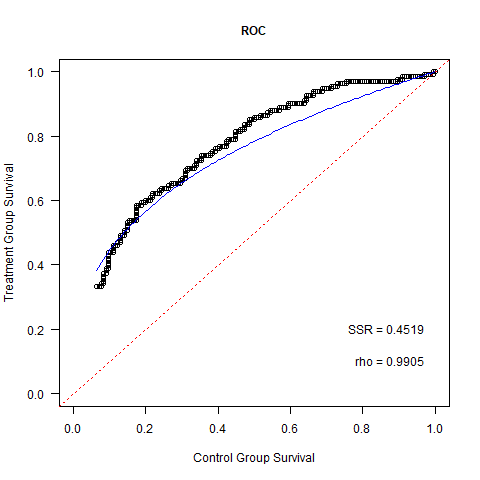 ROC
Treatment Group Survival
1.0
0.8
0.6
0.4
0.2
0.0
SSR = 0.4519
rho = 0.9905
0.0 0.2 0.4 0.6 0.8 1.0
Control Group Survival